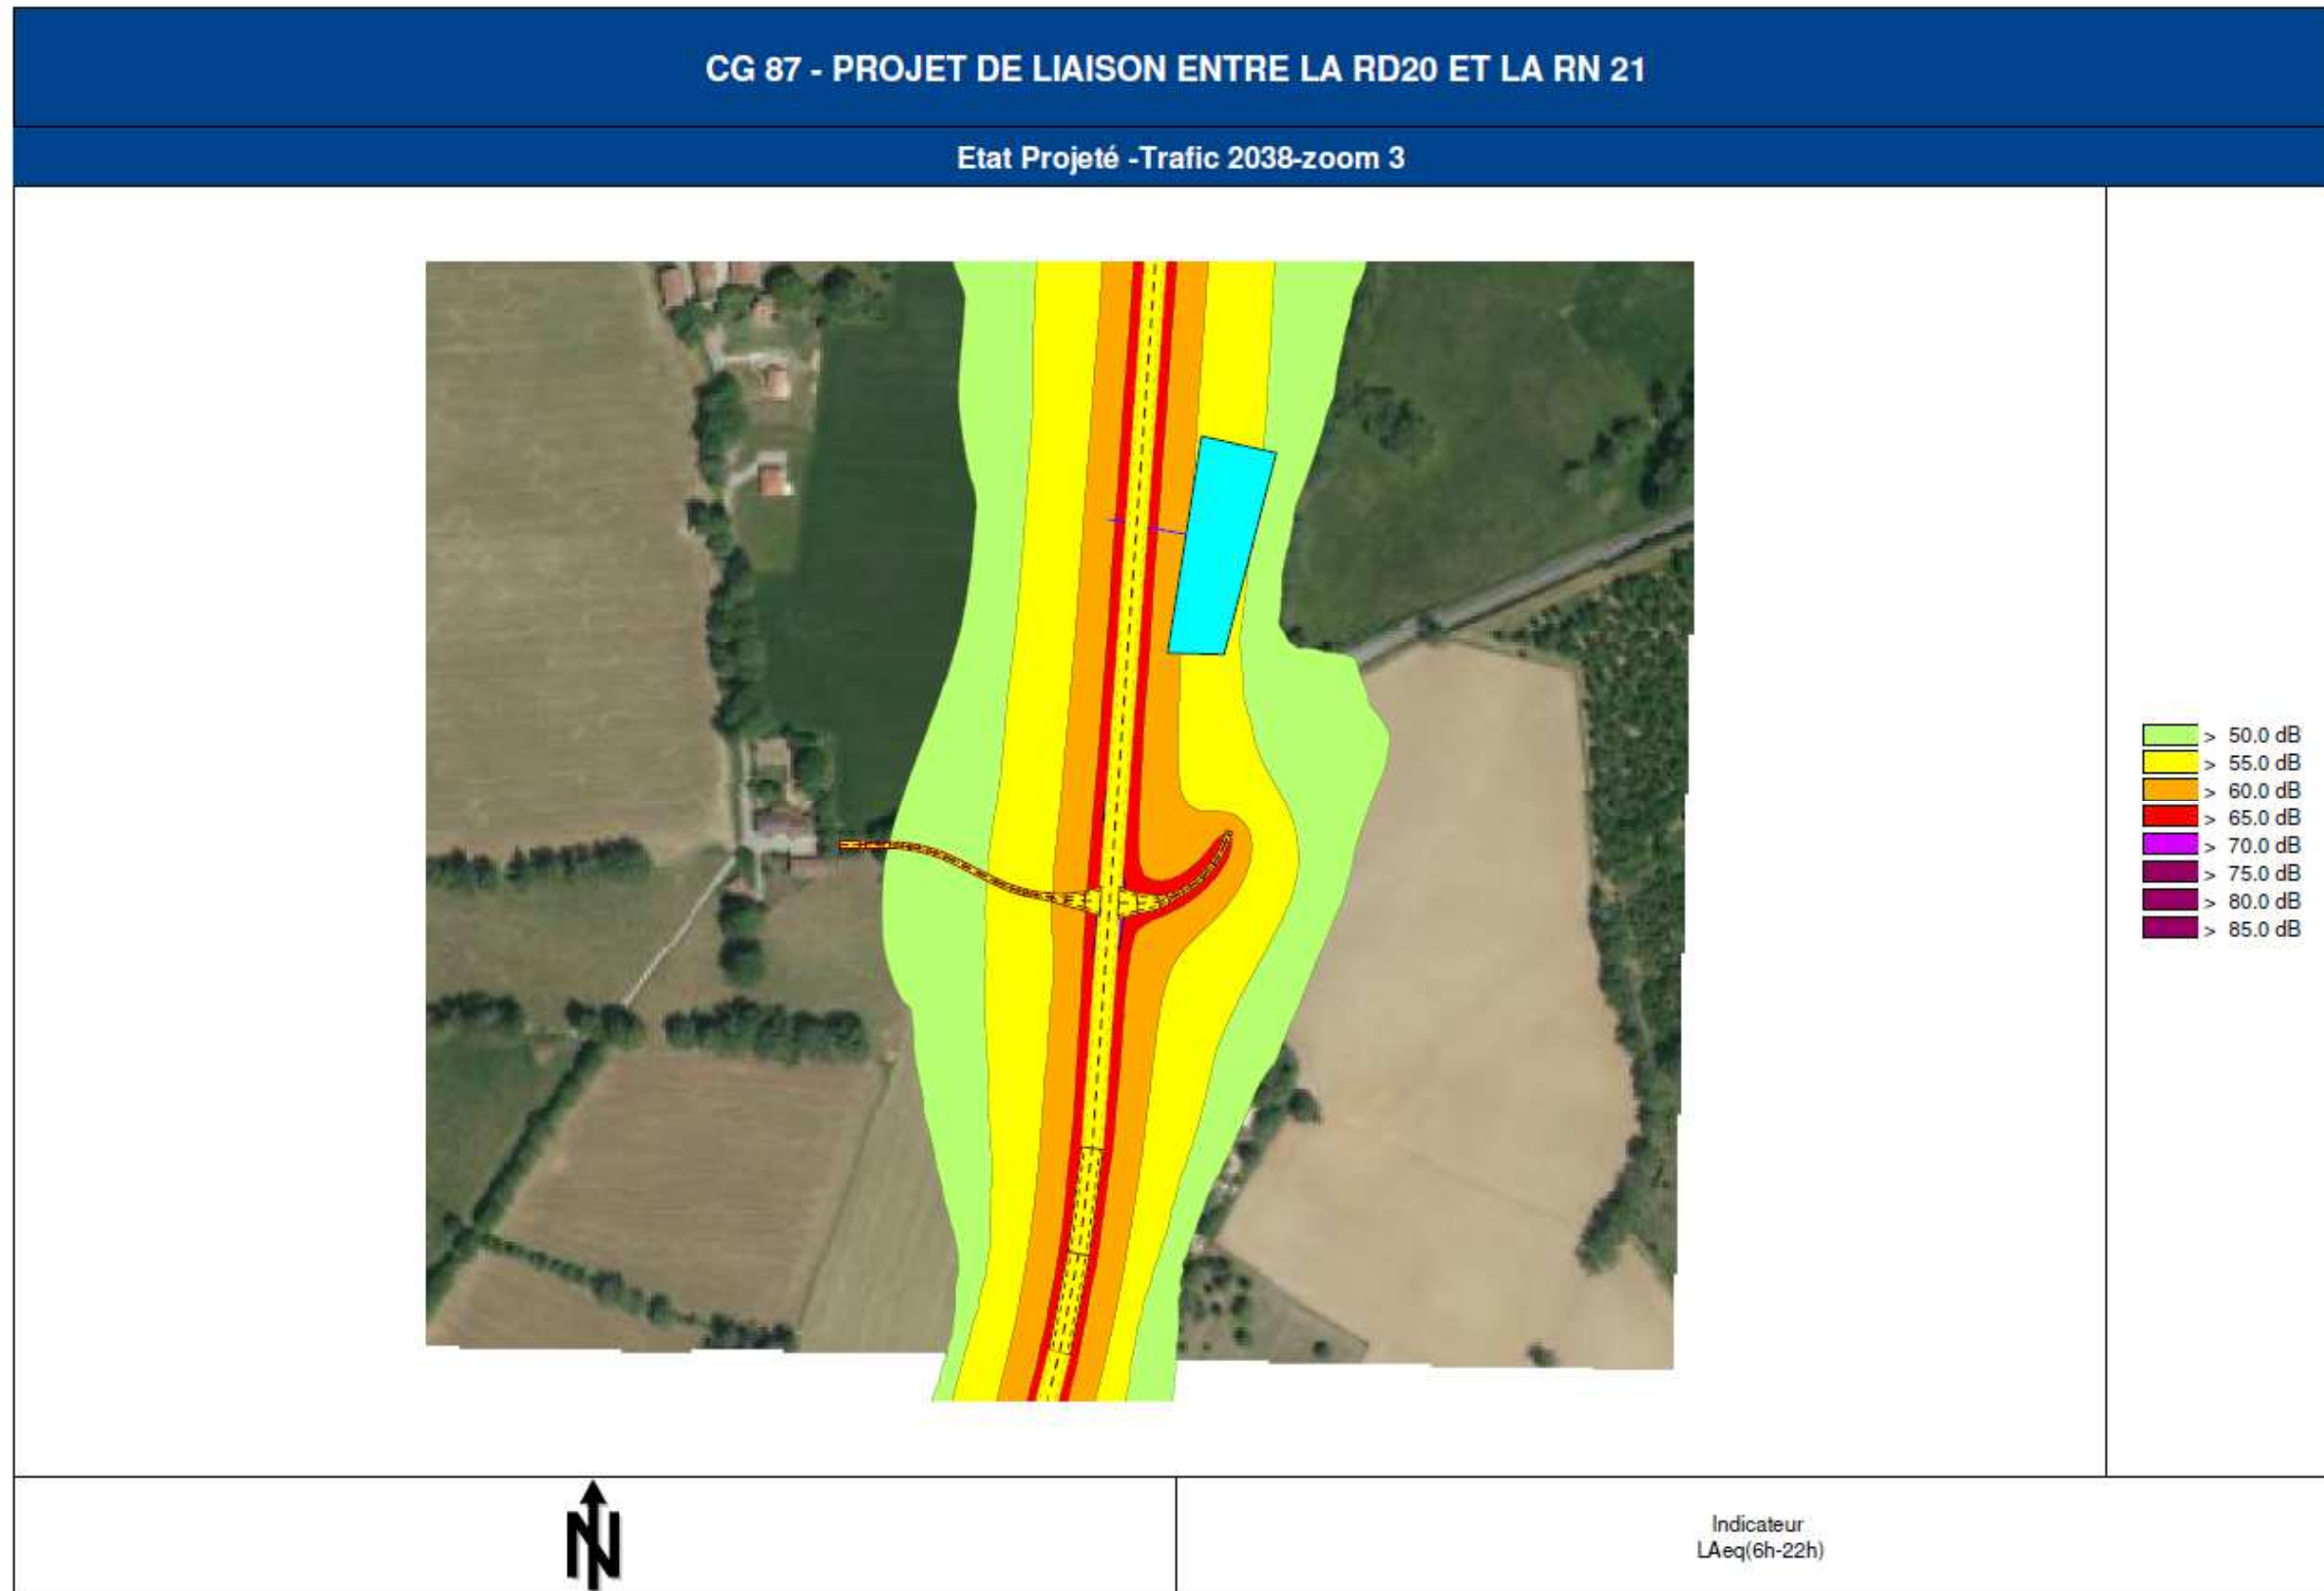 CG 87 - PROJET DE LIAISON ENTRE LA RD20 ET LA RN 21
Etat Projeté -Trafic 2038-zoom 3
> 50.0 dB
> 55.0 dB
> 60.0 dB
> 65.0 dB
> 70.0 dB
> 75.0 dB
> 80.0 dB
> 85.0 dB
N
Indicateur
LAeq(6h-22h)